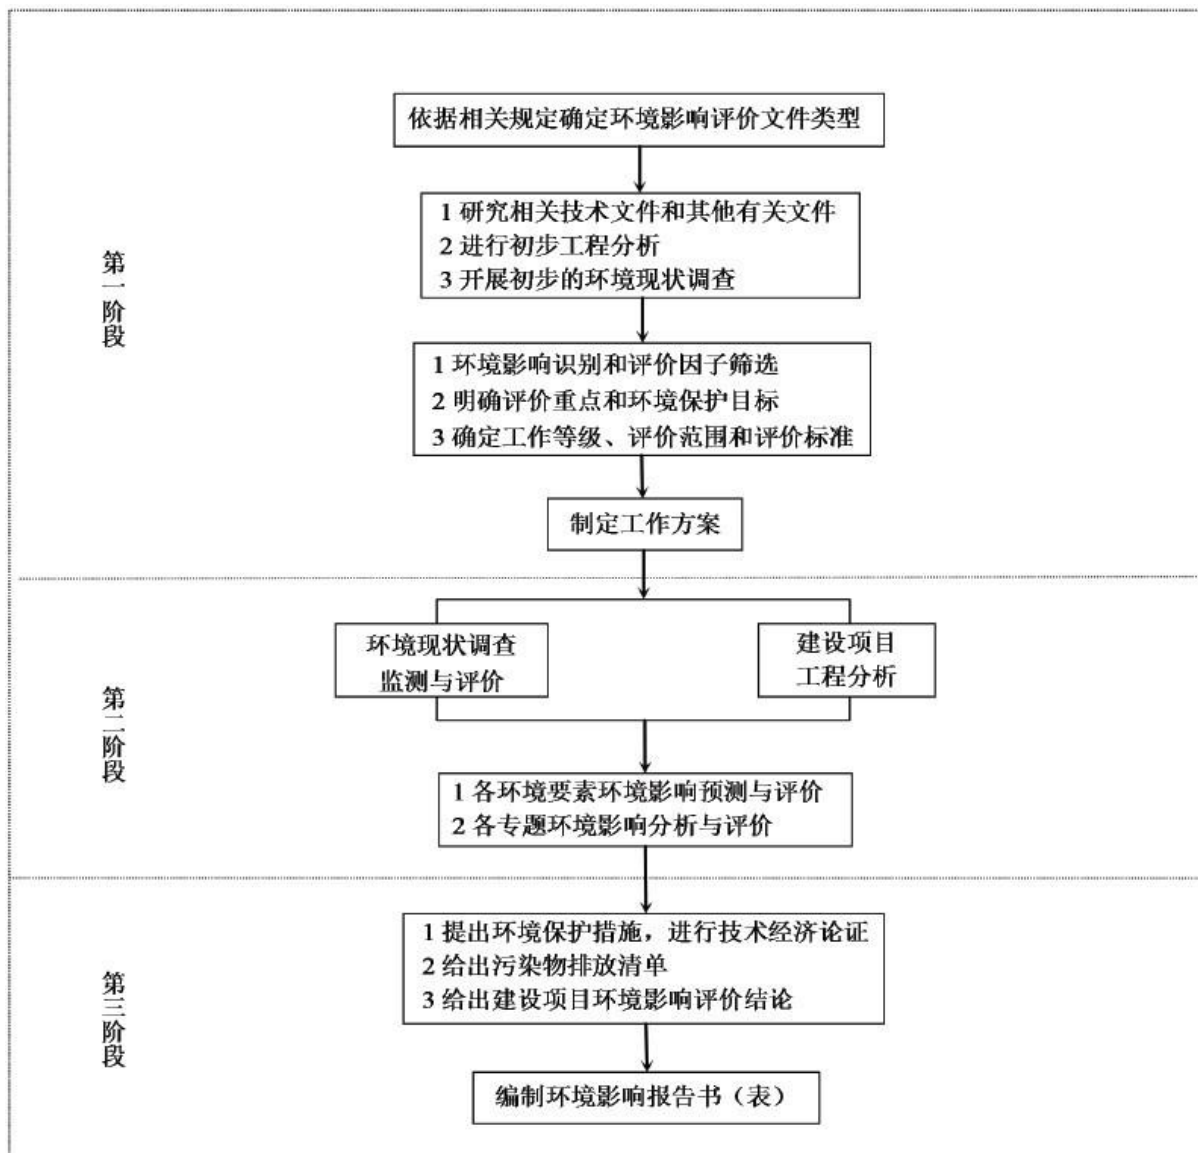 依据相关规定确定环境影响评价文件类型
1 研究相关技术文件和其他有关文件
2 进行初步工程分析
3 开展初步的环境现状调查
第一阶段
1 环境影响识别和评价因子筛选
2 明确评价重点和环境保护目标
3 确定工作等级、评价范围和评价标准
制定工作方案
环境现状调查
监测与评价
建设项目
工程分析
第二阶段
1 各环境要素环境影响预测与评价
2 各专题环境影响分析与评价
1 提出环境保护措施，进行技术经济论证
2 给出污染物排放清单
3 给出建设项目环境影响评价结论
第三阶段
编制环境影响报告书（表）